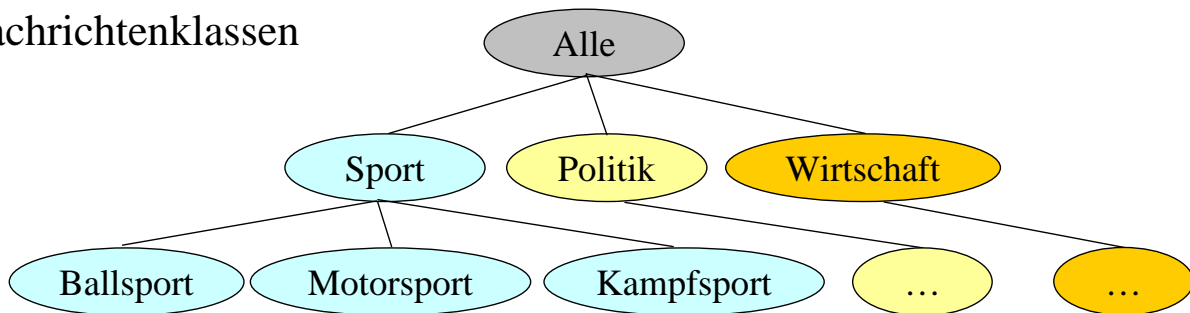 achrichtenklassen
Alle
Sport Politik Wirtschaft
Ballsport Motorsport Kampfsport … …